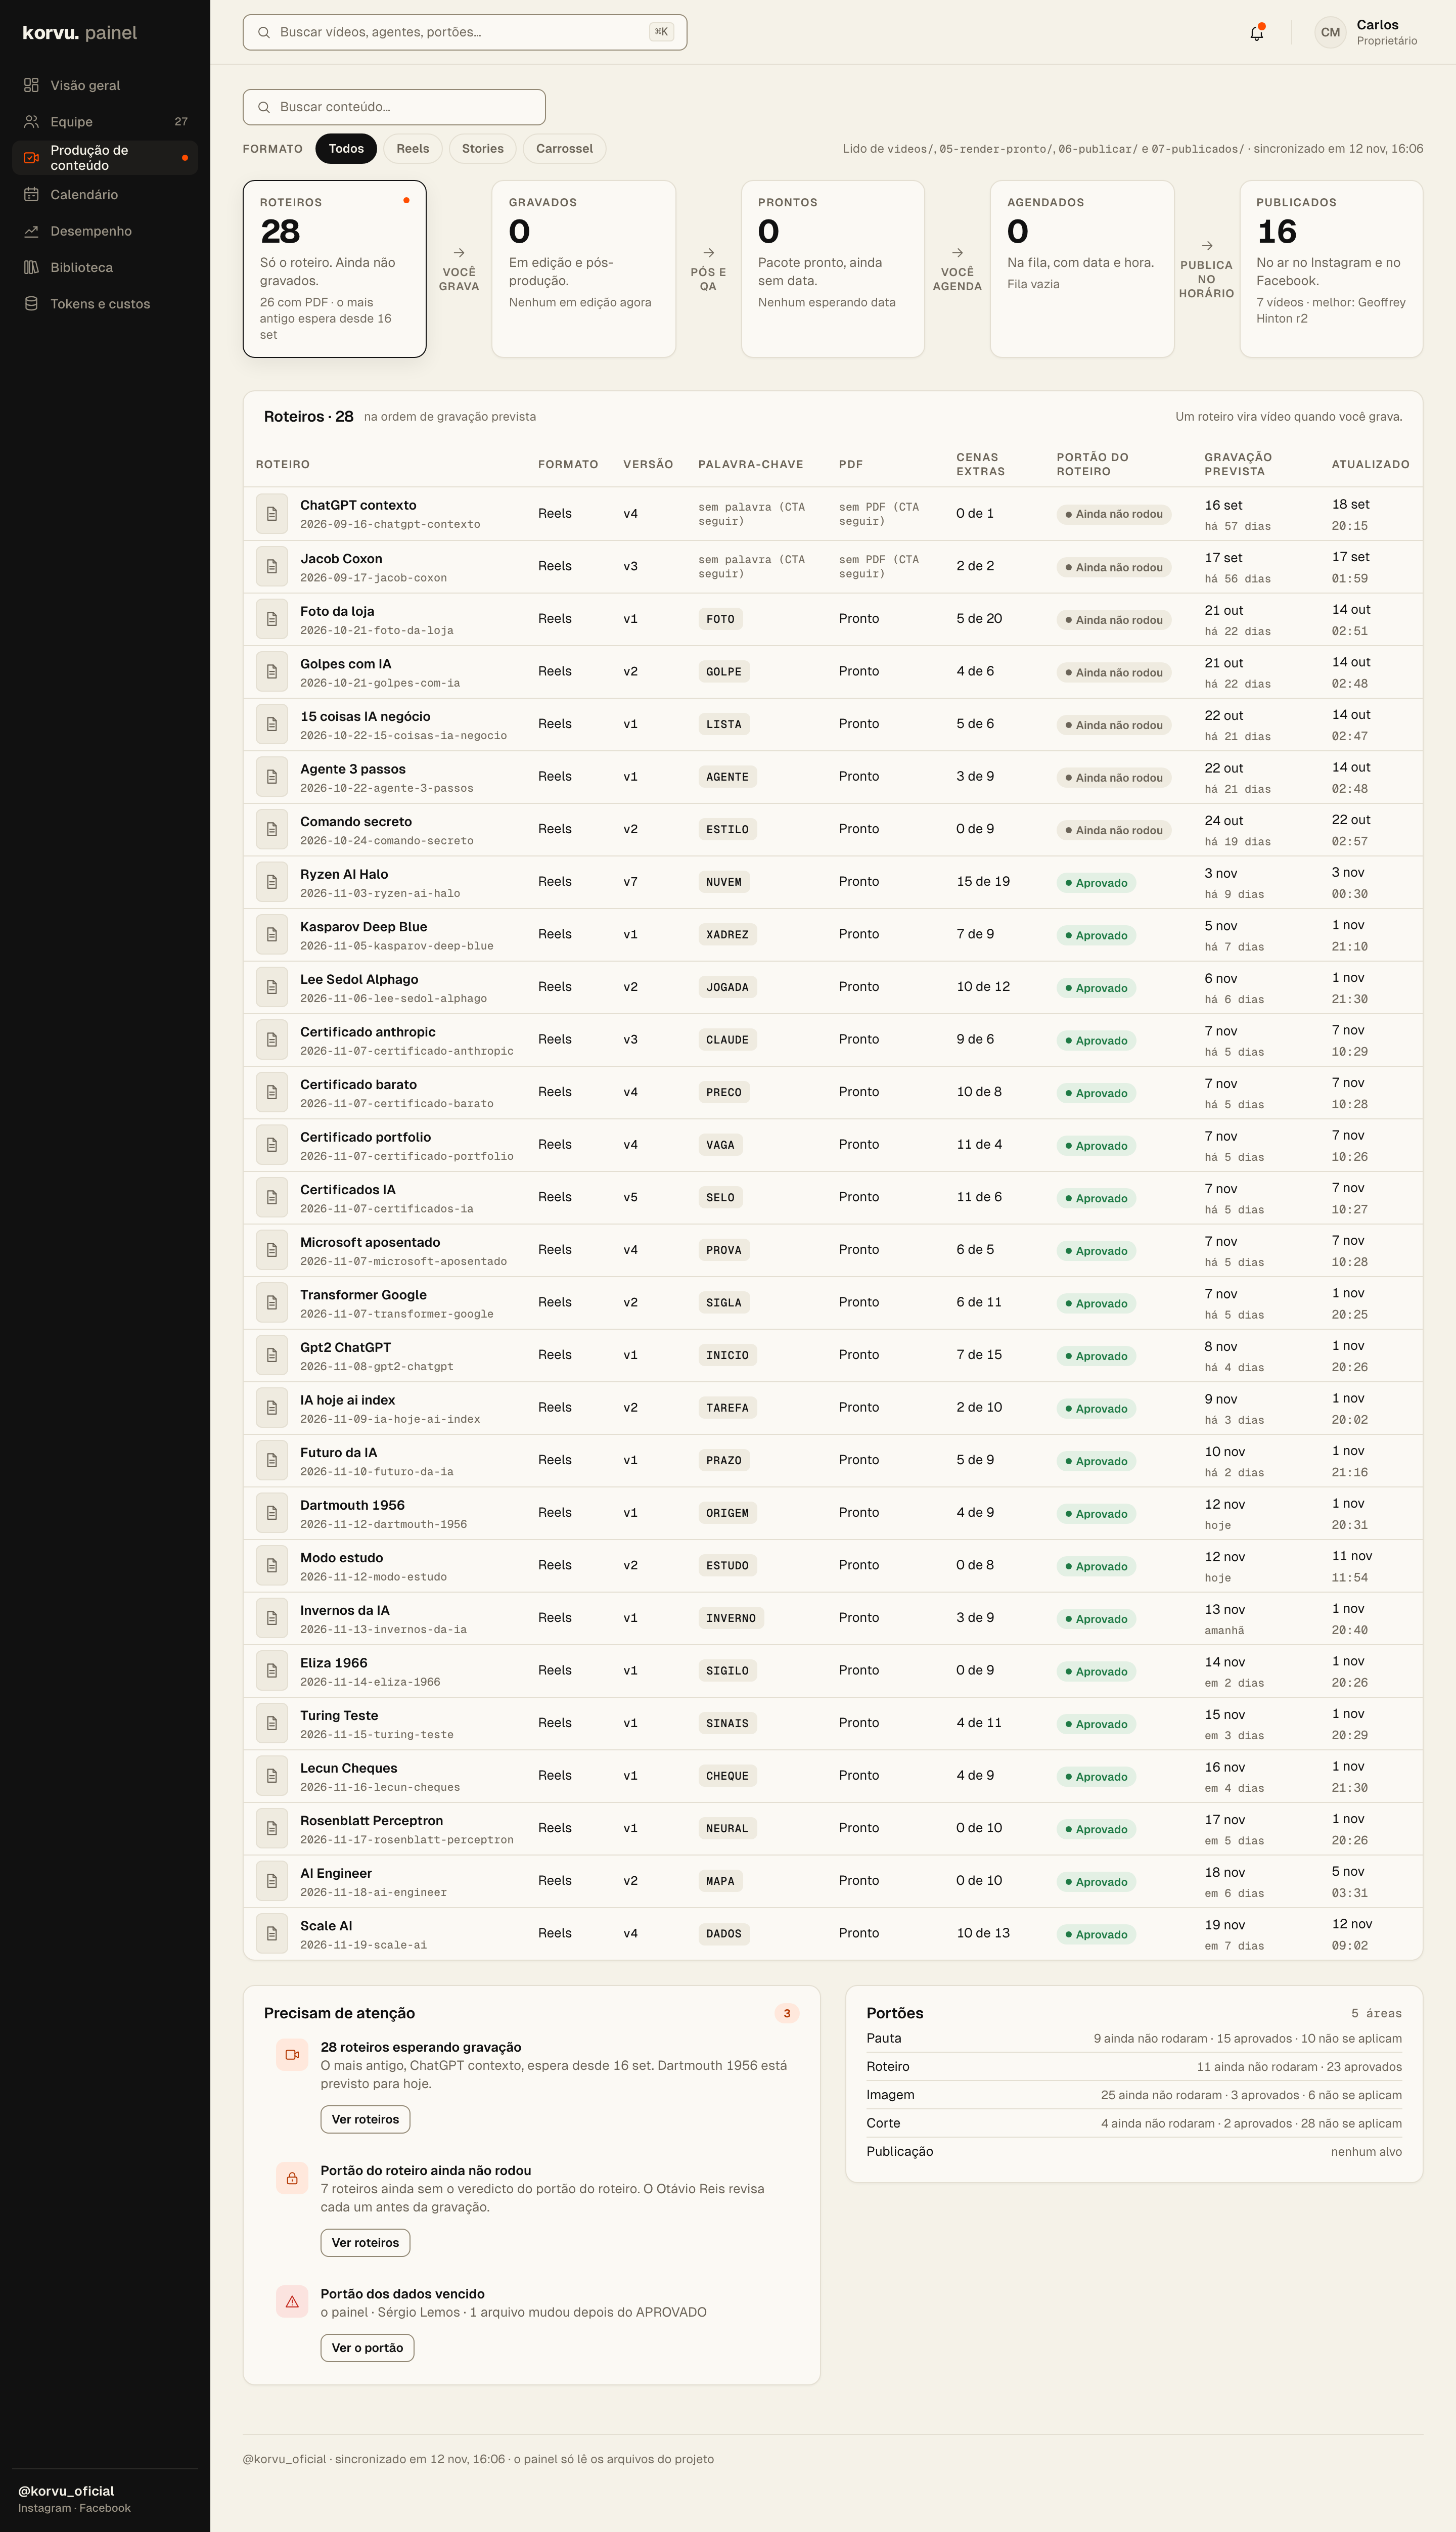 korvu. painel
Buscar vídeos, agentes, portões...
⌘K
CM
Carlos
Proprietário
Visão geral
Equipe 27
Produção de
conteúdo
Calendário
Desempenho
Biblioteca
Tokens e custos
Buscar conteúdo...
FORMATO Todos Reels Stories Carrossel
Lido de videos/, 05-render-pronto/, 06-publicar/ e 07-publicados/ · sincronizado em 12 nov, 16:06
ROTEIROS
28
Só o roteiro. Ainda não
gravados.
26 com PDF · o mais
antigo espera desde 16
set
→
VOCÊ
GRAVA
GRAVADOS
0
Em edição e pós-
produção.
Nenhum em edição agora
→
PÓS E
QA
PRONTOS
0
Pacote pronto, ainda
sem data.
Nenhum esperando data
→
VOCÊ
AGENDA
AGENDADOS
0
Na fila, com data e hora.
Fila vazia
→
PUBLICA
NO
HORÁRIO
PUBLICADOS
16
No ar no Instagram e no
Facebook.
7 vídeos · melhor: Geoffrey
Hinton r2
Roteiros · 28 na ordem de gravação prevista
Um roteiro vira vídeo quando você grava.
ROTEIRO FORMATO VERSÃO PALAVRA-CHAVE PDF CENAS EXTRAS PORTÃO DO ROTEIRO GRAVAÇÃO PREVISTA ATUALIZADO
ChatGPT contexto Reels v4 sem palavra (CTA seguir) sem PDF (CTA seguir) 0 de 1 Ainda não rodou 16 set 18 set
2026-09-16-chatgpt-contexto há 57 dias 20:15
Jacob Coxon Reels v3 sem palavra (CTA seguir) sem PDF (CTA seguir) 2 de 2 Ainda não rodou 17 set 17 set
2026-09-17-jacob-coxon há 56 dias 01:59
Foto da loja Reels v1 FOTO Pronto 5 de 20 Ainda não rodou 21 out 14 out
2026-10-21-foto-da-loja há 22 dias 02:51
Golpes com IA Reels v2 GOLPE Pronto 4 de 6 Ainda não rodou 21 out 14 out
2026-10-21-golpes-com-ia há 22 dias 02:48
15 coisas IA negócio Reels v1 LISTA Pronto 5 de 6 Ainda não rodou 22 out 14 out
2026-10-22-15-coisas-ia-negocio há 21 dias 02:47
Agente 3 passos Reels v1 AGENTE Pronto 3 de 9 Ainda não rodou 22 out 14 out
2026-10-22-agente-3-passos há 21 dias 02:48
Comando secreto Reels v2 ESTILO Pronto 0 de 9 Ainda não rodou 24 out 22 out
2026-10-24-comando-secreto há 19 dias 02:57
Ryzen AI Halo Reels v7 NUVEM Pronto 15 de 19 Aprovado 3 nov 3 nov
2026-11-03-ryzen-ai-halo há 9 dias 00:30
Kasparov Deep Blue Reels v1 XADREZ Pronto 7 de 9 Aprovado 5 nov 1 nov
2026-11-05-kasparov-deep-blue há 7 dias 21:10
Lee Sedol Alphago Reels v2 JOGADA Pronto 10 de 12 Aprovado 6 nov 1 nov
2026-11-06-lee-sedol-alphago há 6 dias 21:30
Certificado anthropic Reels v3 CLAUDE Pronto 9 de 6 Aprovado 7 nov 7 nov
2026-11-07-certificado-anthropic há 5 dias 10:29
Certificado barato Reels v4 PRECO Pronto 10 de 8 Aprovado 7 nov 7 nov
2026-11-07-certificado-barato há 5 dias 10:28
Certificado portfolio Reels v4 VAGA Pronto 11 de 4 Aprovado 7 nov 7 nov
2026-11-07-certificado-portfolio há 5 dias 10:26
Certificados IA Reels v5 SELO Pronto 11 de 6 Aprovado 7 nov 7 nov
2026-11-07-certificados-ia há 5 dias 10:27
Microsoft aposentado Reels v4 PROVA Pronto 6 de 5 Aprovado 7 nov 7 nov
2026-11-07-microsoft-aposentado há 5 dias 10:28
Transformer Google Reels v2 SIGLA Pronto 6 de 11 Aprovado 7 nov 1 nov
2026-11-07-transformer-google há 5 dias 20:25
Gpt2 ChatGPT Reels v1 INICIO Pronto 7 de 15 Aprovado 8 nov 1 nov
2026-11-08-gpt2-chatgpt há 4 dias 20:26
IA hoje ai index Reels v2 TAREFA Pronto 2 de 10 Aprovado 9 nov 1 nov
2026-11-09-ia-hoje-ai-index há 3 dias 20:02
Futuro da IA Reels v1 PRAZO Pronto 5 de 9 Aprovado 10 nov 1 nov
2026-11-10-futuro-da-ia há 2 dias 21:16
Dartmouth 1956 Reels v1 ORIGEM Pronto 4 de 9 Aprovado 12 nov 1 nov
2026-11-12-dartmouth-1956 hoje 20:31
Modo estudo Reels v2 ESTUDO Pronto 0 de 8 Aprovado 12 nov 11 nov
2026-11-12-modo-estudo hoje 11:54
Invernos da IA Reels v1 INVERNO Pronto 3 de 9 Aprovado 13 nov 1 nov
2026-11-13-invernos-da-ia amanhã 20:40
Eliza 1966 Reels v1 SIGILO Pronto 0 de 9 Aprovado 14 nov 1 nov
2026-11-14-eliza-1966 em 2 dias 20:26
Turing Teste Reels v1 SINAIS Pronto 4 de 11 Aprovado 15 nov 1 nov
2026-11-15-turing-teste em 3 dias 20:29
Lecun Cheques Reels v1 CHEQUE Pronto 4 de 9 Aprovado 16 nov 1 nov
2026-11-16-lecun-cheques em 4 dias 21:30
Rosenblatt Perceptron Reels v1 NEURAL Pronto 0 de 10 Aprovado 17 nov 1 nov
2026-11-17-rosenblatt-perceptron em 5 dias 20:26
AI Engineer Reels v2 MAPA Pronto 0 de 10 Aprovado 18 nov 5 nov
2026-11-18-ai-engineer em 6 dias 03:31
Scale AI Reels v4 DADOS Pronto 10 de 13 Aprovado 19 nov 12 nov
2026-11-19-scale-ai em 7 dias 09:02
Precisam de atenção 3
28 roteiros esperando gravação
O mais antigo, ChatGPT contexto, espera desde 16 set. Dartmouth 1956 está
previsto para hoje.
Ver roteiros
Portão do roteiro ainda não rodou
7 roteiros ainda sem o veredicto do portão do roteiro. O Otávio Reis revisa
cada um antes da gravação.
Ver roteiros
Portão dos dados vencido
o painel · Sérgio Lemos · 1 arquivo mudou depois do APROVADO
Ver o portão
Portões 5 áreas
Pauta 9 ainda não rodaram · 15 aprovados · 10 não se aplicam
Roteiro 11 ainda não rodaram · 23 aprovados
Imagem 25 ainda não rodaram · 3 aprovados · 6 não se aplicam
Corte 4 ainda não rodaram · 2 aprovados · 28 não se aplicam
Publicação nenhum alvo
@korvu_oficial · sincronizado em 12 nov, 16:06 · o painel só lê os arquivos do projeto
@korvu_oficial
Instagram · Facebook